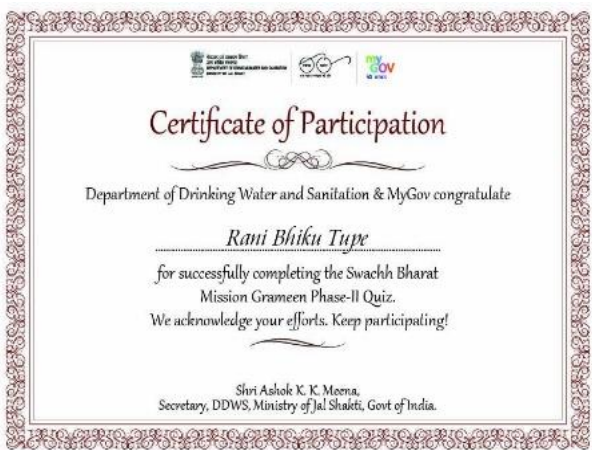 my
GOV
Certificate of Participation
Department of Drinking Water and Sanitation & MyGov congratulate
Rani Bhiku Tupe
for successfully completing the Swachh Bharat
Mission Grameen Phase-II Quiz.
We acknowledge your efforts. Keep participating!
Shri Ashok K. K. Meena,
Secretary, DDWS, Ministry of Jal Shakti, Govt of India.